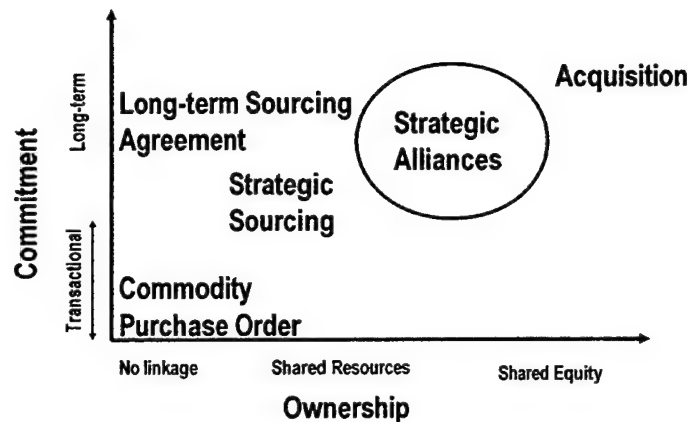 Commitment
Long-term
Transactional
Acquisition
Long-term Sourcing
Agreement
Strategic
Alliances
Strategic
Sourcing
Commodity
Purchase Order
No linkage
Shared Resources
Shared Equity
Ownership